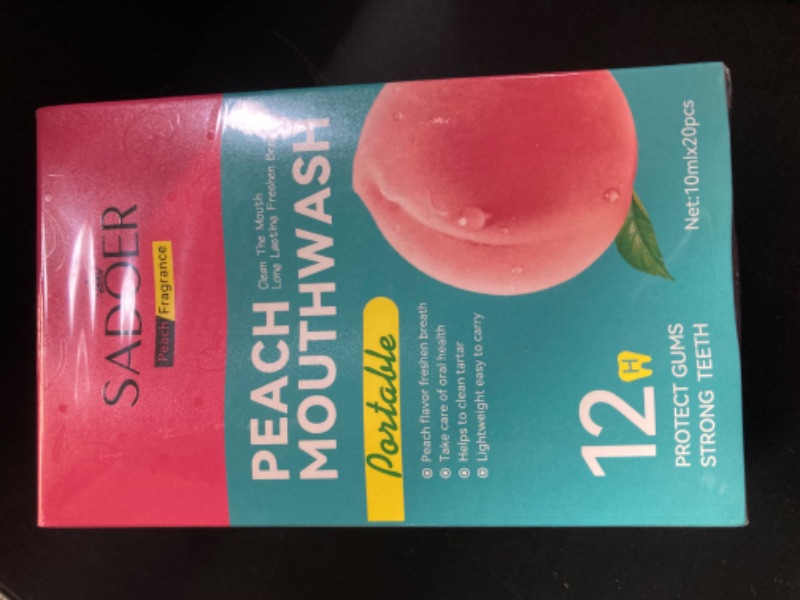 SADOER
Peach Fragrance
PEACH
Clean The Mouth
Long Lasting Freshen
MOUTHWASH
Portable
Peach flavor freshen breath
Take care of oral health
Helps to clean tartar
Lightweight easy to carry
12H
PROTECT GUMS
STRONG TEETH
Net:10mlx20pcs